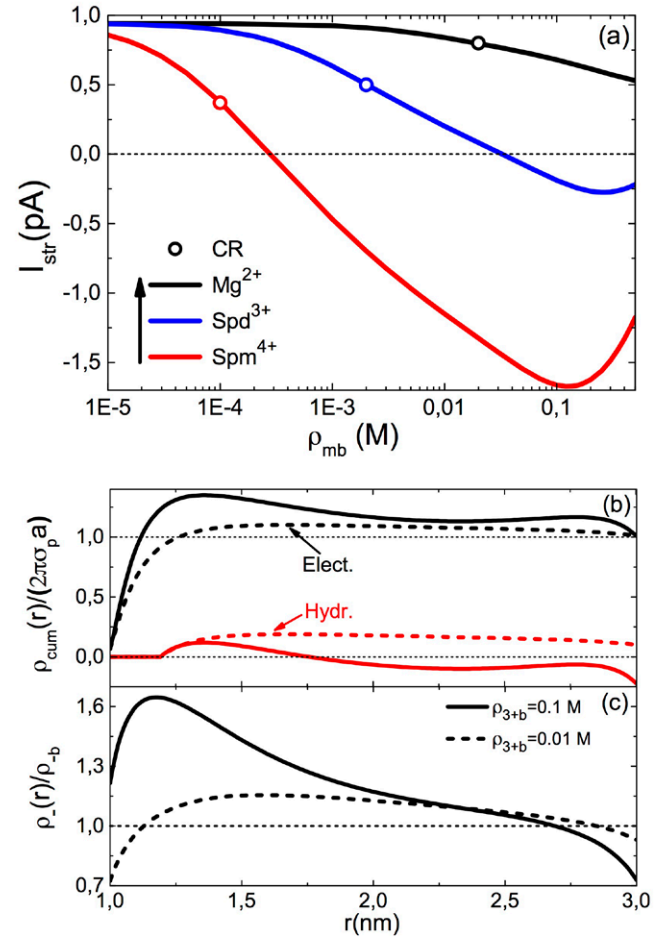 (a)
1,0
0,5
0,0
-0,5
-1,0
-1,5
I_str(pA)
CR
Mg²⁺
Spd³⁺
Spm⁴⁺
1E-5 1E-4 1E-3 0,01 0,1
ρ_mb (M)
(b)
1,0
0,5
0,0
ρ_cum(r)/(2πσ_p a)
Elect.
Hydr.
(c)
1,6
1,3
1,0
0,7
ρ_-(r)/ρ_-b
ρ_3+b=0.1 M
ρ_3+b=0.01 M
1,0 1,5 2,0 2,5 3,0
r(nm)